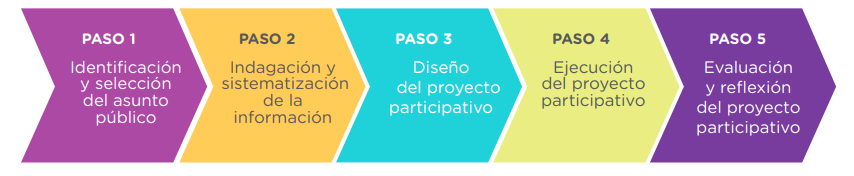 PASO 1
Identificación
y selección
del asunto
público
PASO 2
Indagación y
sistematización
de la
información
PASO 3
Diseño
del proyecto
participativo
PASO 4
Ejecución
del proyecto
participativo
PASO 5
Evaluación
y reflexión
del proyecto
participativo